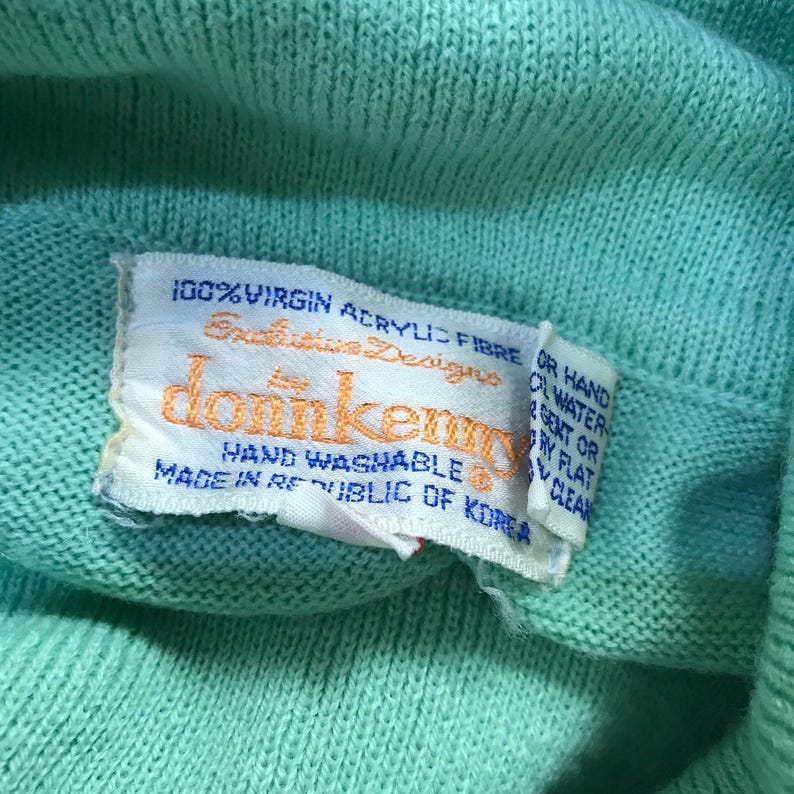 100% VIRGIN ACRYLIC FIBRE
Exclusive Designs
by
donnkenny®
HAND WASHABLE
MADE IN REPUBLIC OF KOREA
OR HAND
WATER-
OR
FLAT
CLEAN